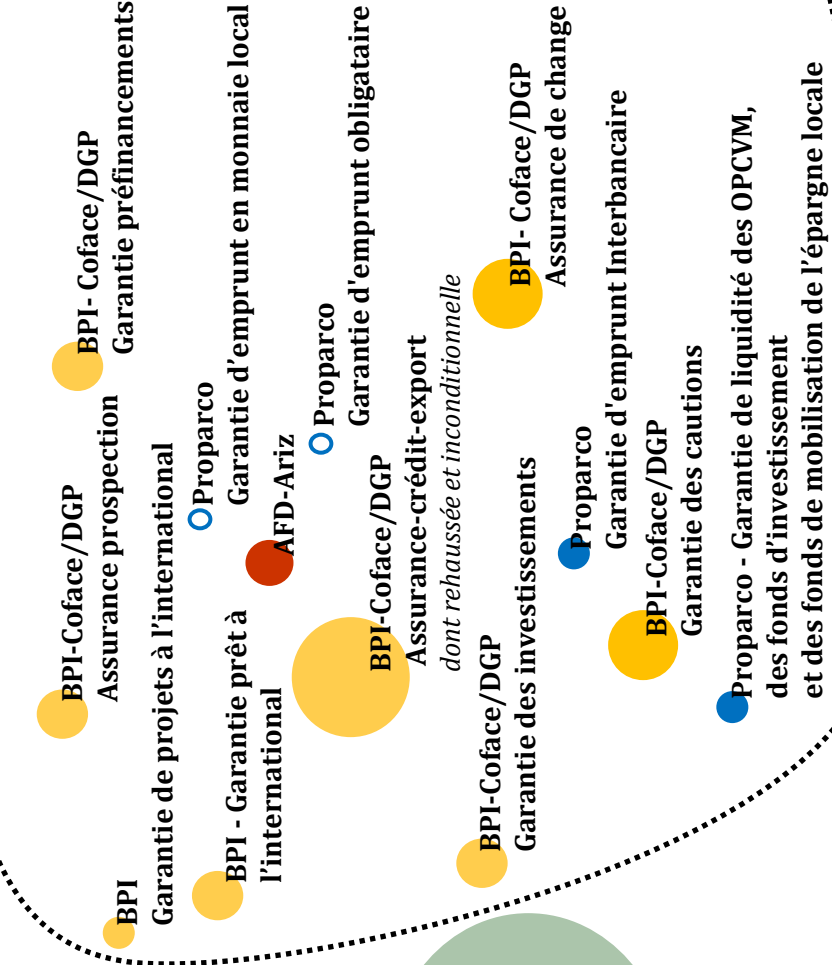 BPI-Coface/DGP
Assurance prospection
BPI- Coface/DGP
Garantie préfinancements
BPI
Garantie de projets à l'international
Proparco
Garantie d'emprunt en monnaie local
BPI - Garantie prêt à
l'international
AFD-Ariz
Proparco
Garantie d'emprunt obligataire
BPI-Coface/DGP
Assurance-crédit-export
dont rehaussée et inconditionnelle
BPI-Coface/DGP
Garantie des investissements
BPI- Coface/DGP
Assurance de change
Proparco
Garantie d'emprunt Interbancaire
BPI-Coface/DGP
Garantie des cautions
Proparco - Garantie de liquidité des OPCVM,
des fonds d'investissement
et des fonds de mobilisation de l'épargne locale